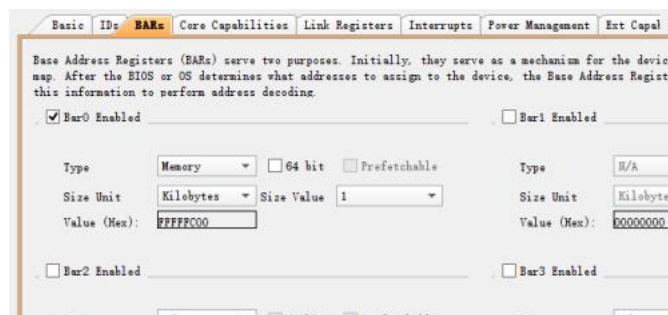 Basic IDs BARs Core Capabilities Link Registers Interrupts Power Management Ext Capal
Base Address Registers (BARs) serve two purposes. Initially, they serve as a mechanism for the devic
map. After the BIOS or OS determines what addresses to assign to the device, the Base Address Regist
this information to perform address decoding.
Bar0 Enabled Bar1 Enabled
Type Memory 64 bit Prefetchable Type N/A
Size Unit Kilobytes Size Value 1 Size Unit Kilobyte
Value (Hex): FFFFFC00 Value (Hex): 00000000
Bar2 Enabled Bar3 Enabled